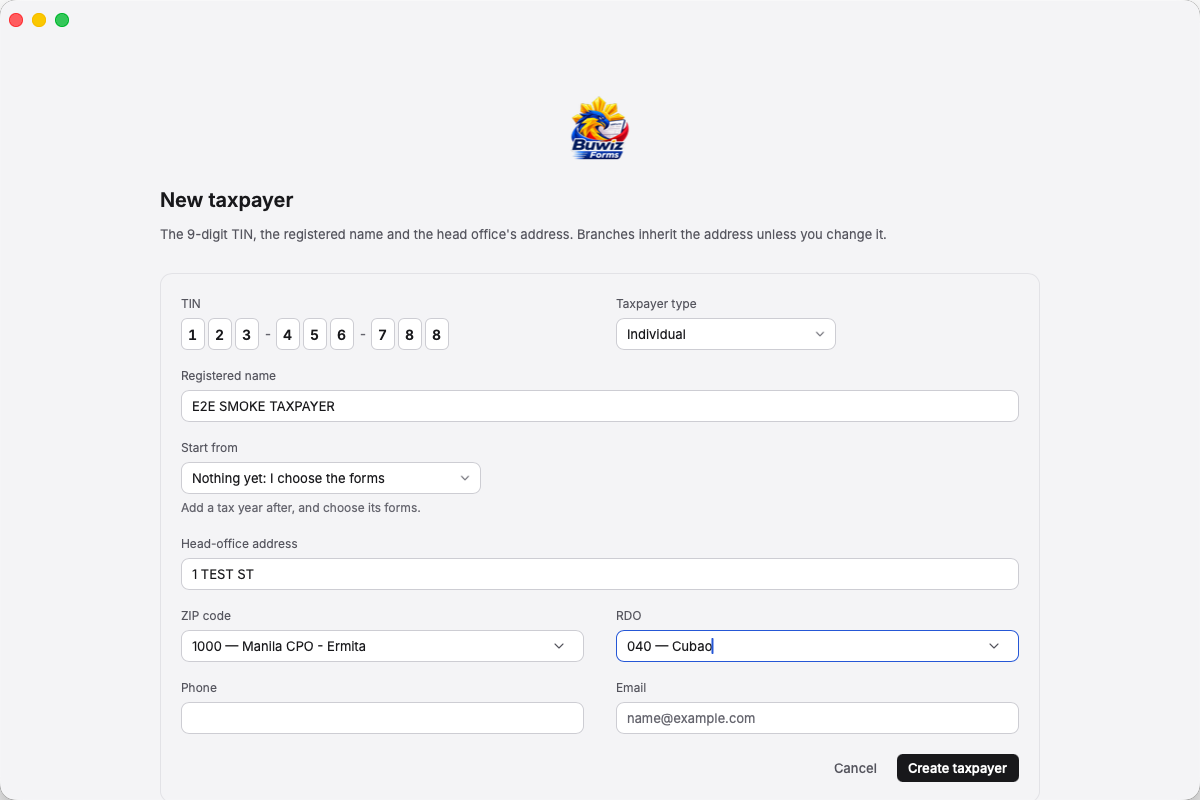 Buwiz
Forms
New taxpayer
The 9-digit TIN, the registered name and the head office's address. Branches inherit the address unless you change it.
TIN
Taxpayer type
1 2 3 - 4 5 6 - 7 8 8
Individual
Registered name
E2E SMOKE TAXPAYER
Start from
Nothing yet: I choose the forms
Add a tax year after, and choose its forms.
Head-office address
1 TEST ST
ZIP code
RDO
1000 — Manila CPO - Ermita
040 — Cubao
Phone
Email
name@example.com
Cancel
Create taxpayer